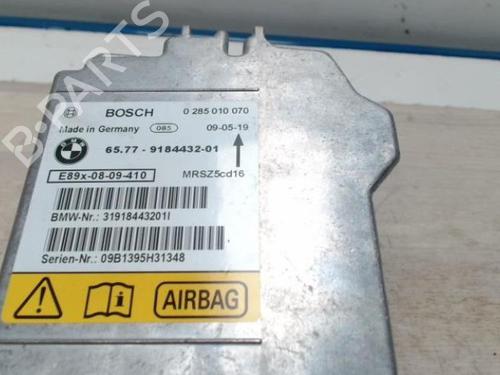 BOSCH 0 285 010 070
Made in Germany 085 09-05-19
BMW 65.77 - 9184432-01
E89x-08-09-410 MRSZ5cd16
BMW-Nr.: 31918443201I
Serien-Nr.: 09B1395H31348
AIRBAG
B-PARTS